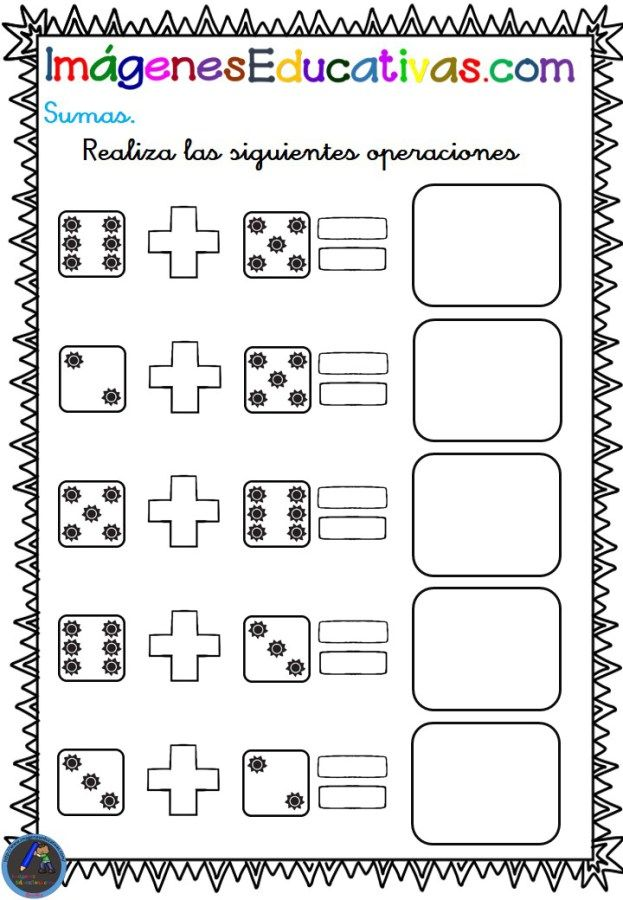 ImágenesEducativas.com
Sumas.
Realiza las siguientes operaciones